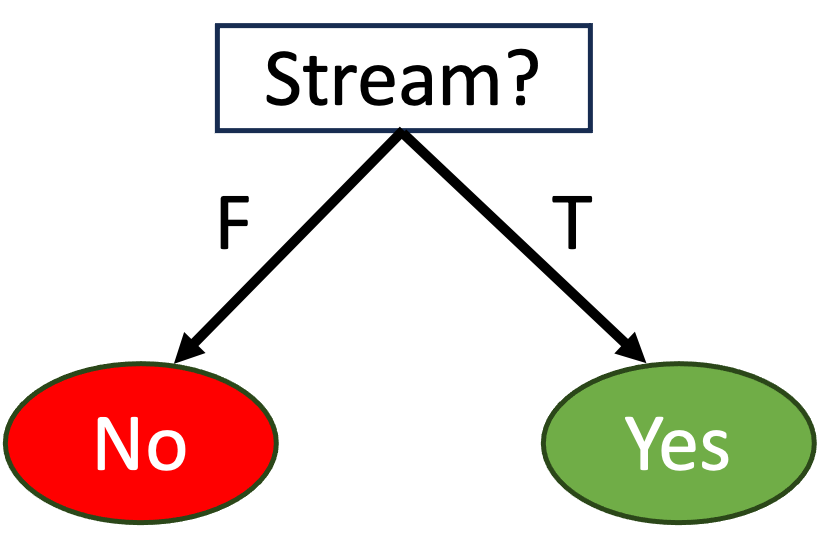 Stream?
F
T
No
Yes